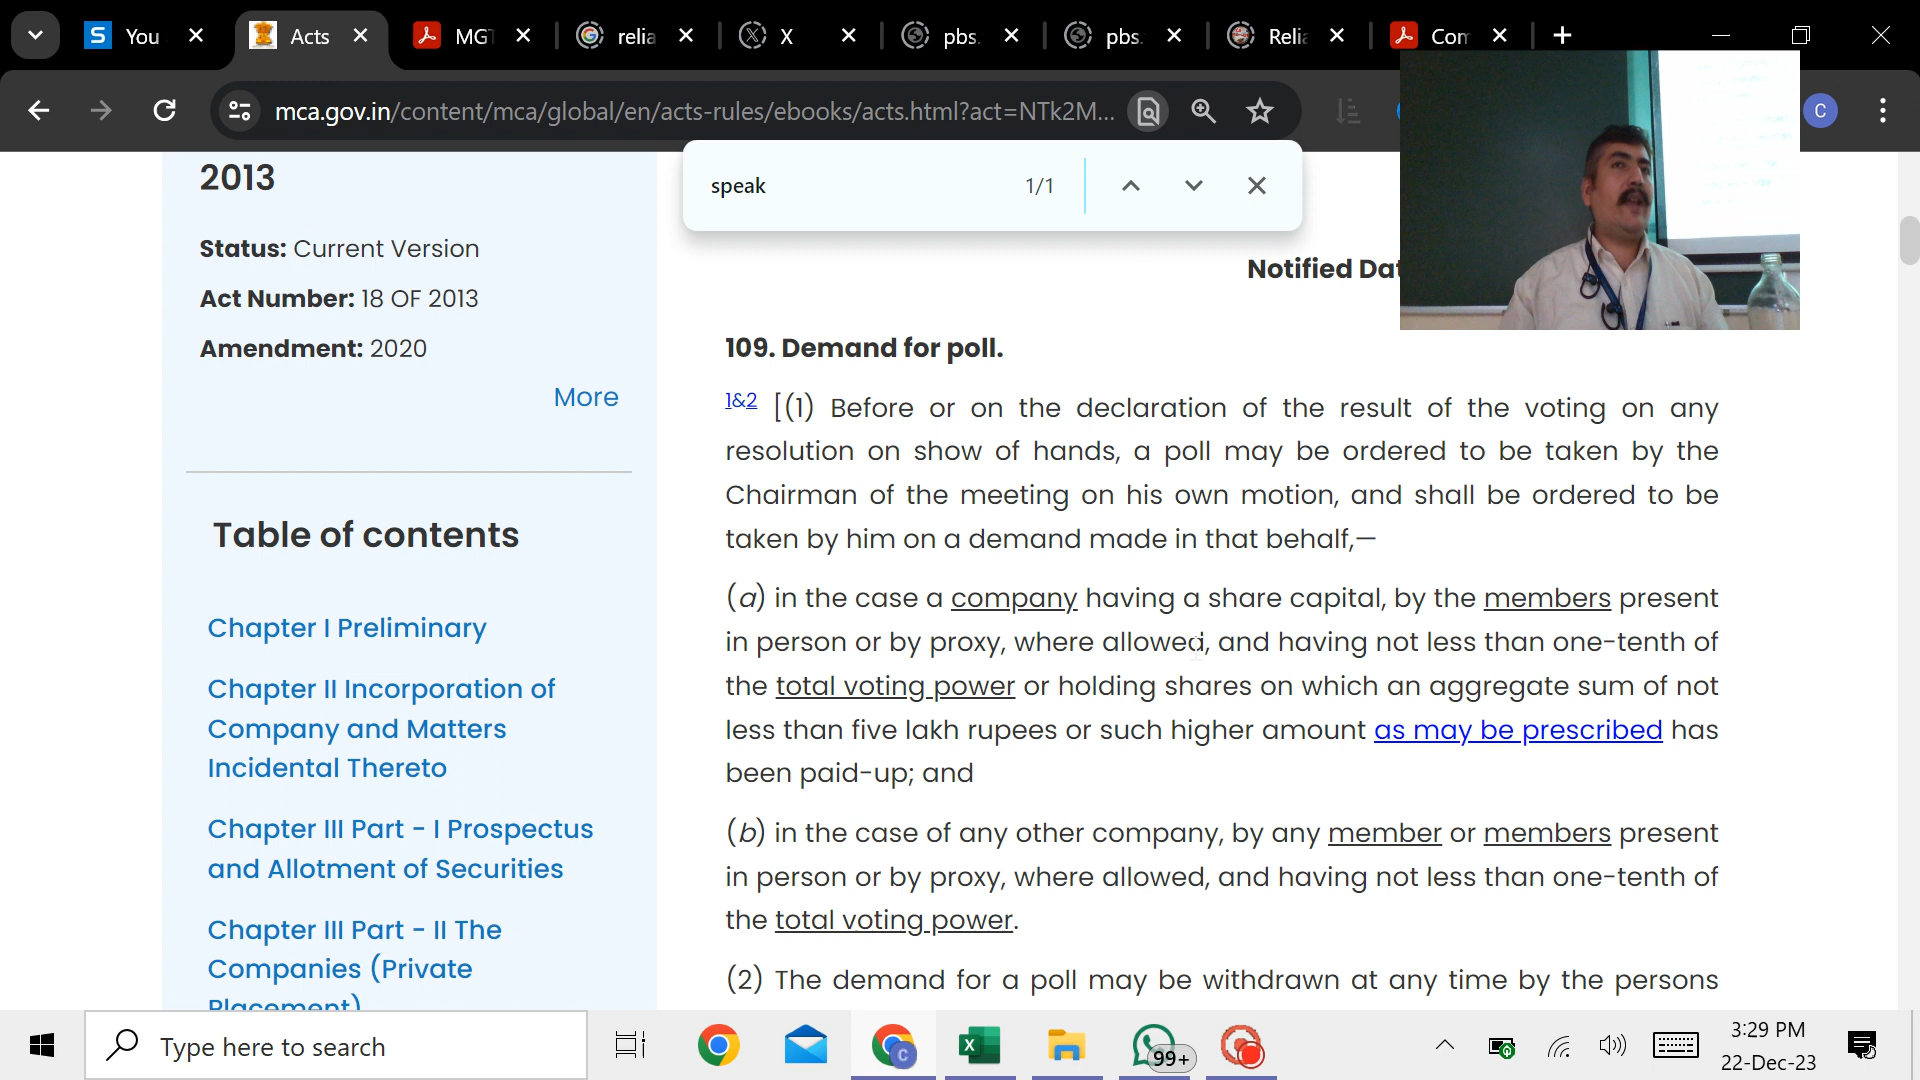 You
Acts
MGT
relia
X
pbs.
pbs.
Relia
Com
mca.gov.in/content/mca/global/en/acts-rules/ebooks/acts.html?act=NTk2M...
C
speak
1/1
2013
Status: Current Version
Act Number: 18 OF 2013
Amendment: 2020
More
Table of contents
Chapter I Preliminary
Chapter II Incorporation of
Company and Matters
Incidental Thereto
Chapter III Part - I Prospectus
and Allotment of Securities
Chapter III Part - II The
Companies (Private
Placement)
Notified Dat
109. Demand for poll.
1&2 [(1) Before or on the declaration of the result of the voting on any
resolution on show of hands, a poll may be ordered to be taken by the
Chairman of the meeting on his own motion, and shall be ordered to be
taken by him on a demand made in that behalf,—
(a) in the case a company having a share capital, by the members present
in person or by proxy, where allowed, and having not less than one-tenth of
the total voting power or holding shares on which an aggregate sum of not
less than five lakh rupees or such higher amount as may be prescribed has
been paid-up; and
(b) in the case of any other company, by any member or members present
in person or by proxy, where allowed, and having not less than one-tenth of
the total voting power.
(2) The demand for a poll may be withdrawn at any time by the persons
Type here to search
C
99+
3:29 PM
22-Dec-23